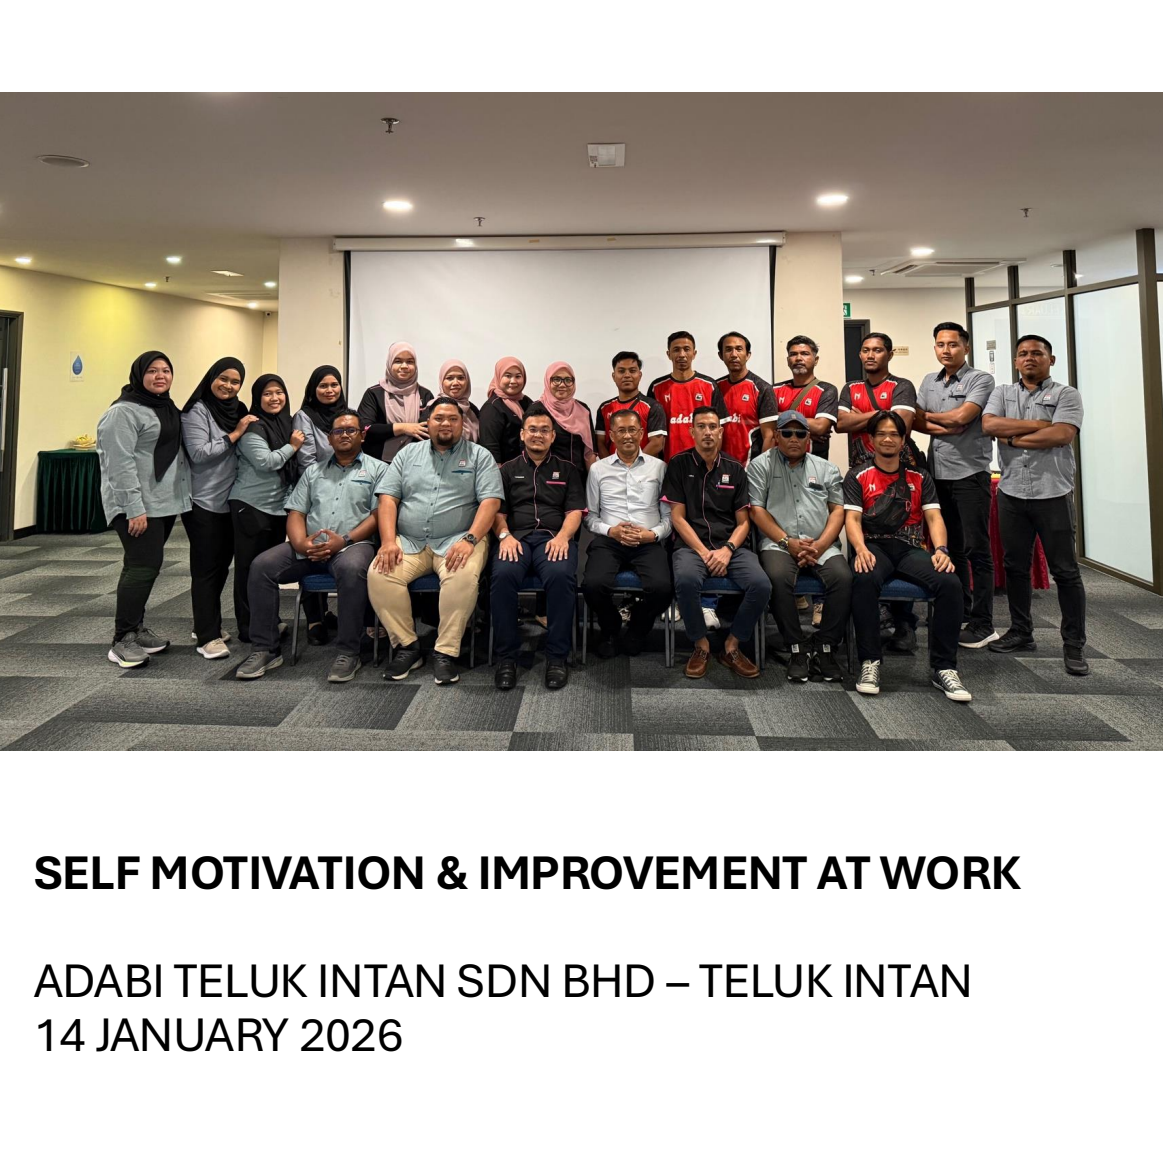 SELF MOTIVATION & IMPROVEMENT AT WORK
ADABI TELUK INTAN SDN BHD – TELUK INTAN
14 JANUARY 2026